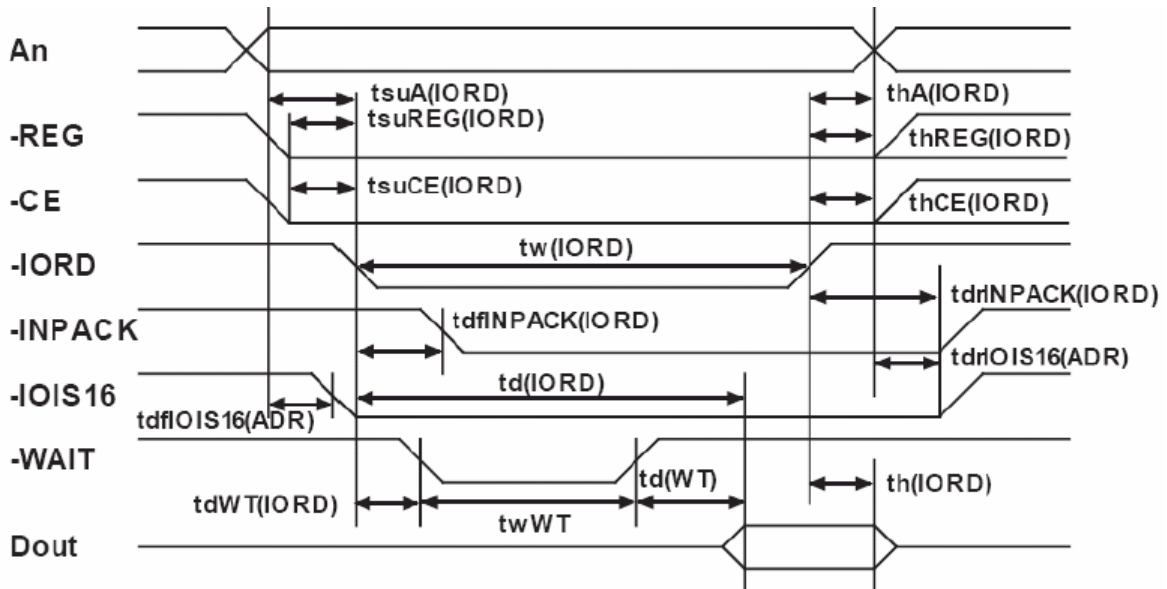 An
tsuA(IORD)
thA(IORD)
tsuREG(IORD)
-REG
thREG(IORD)
tsuCE(IORD)
-CE
thCE(IORD)
tw(IORD)
-IORD
tdrINPACK(IORD)
tdfINPACK(IORD)
-INPACK
tdrIOIS16(ADR)
td(IORD)
-IOIS16
tdfIOIS16(ADR)
-WAIT
td(WT)
th(IORD)
tdWT(IORD)
twWT
Dout